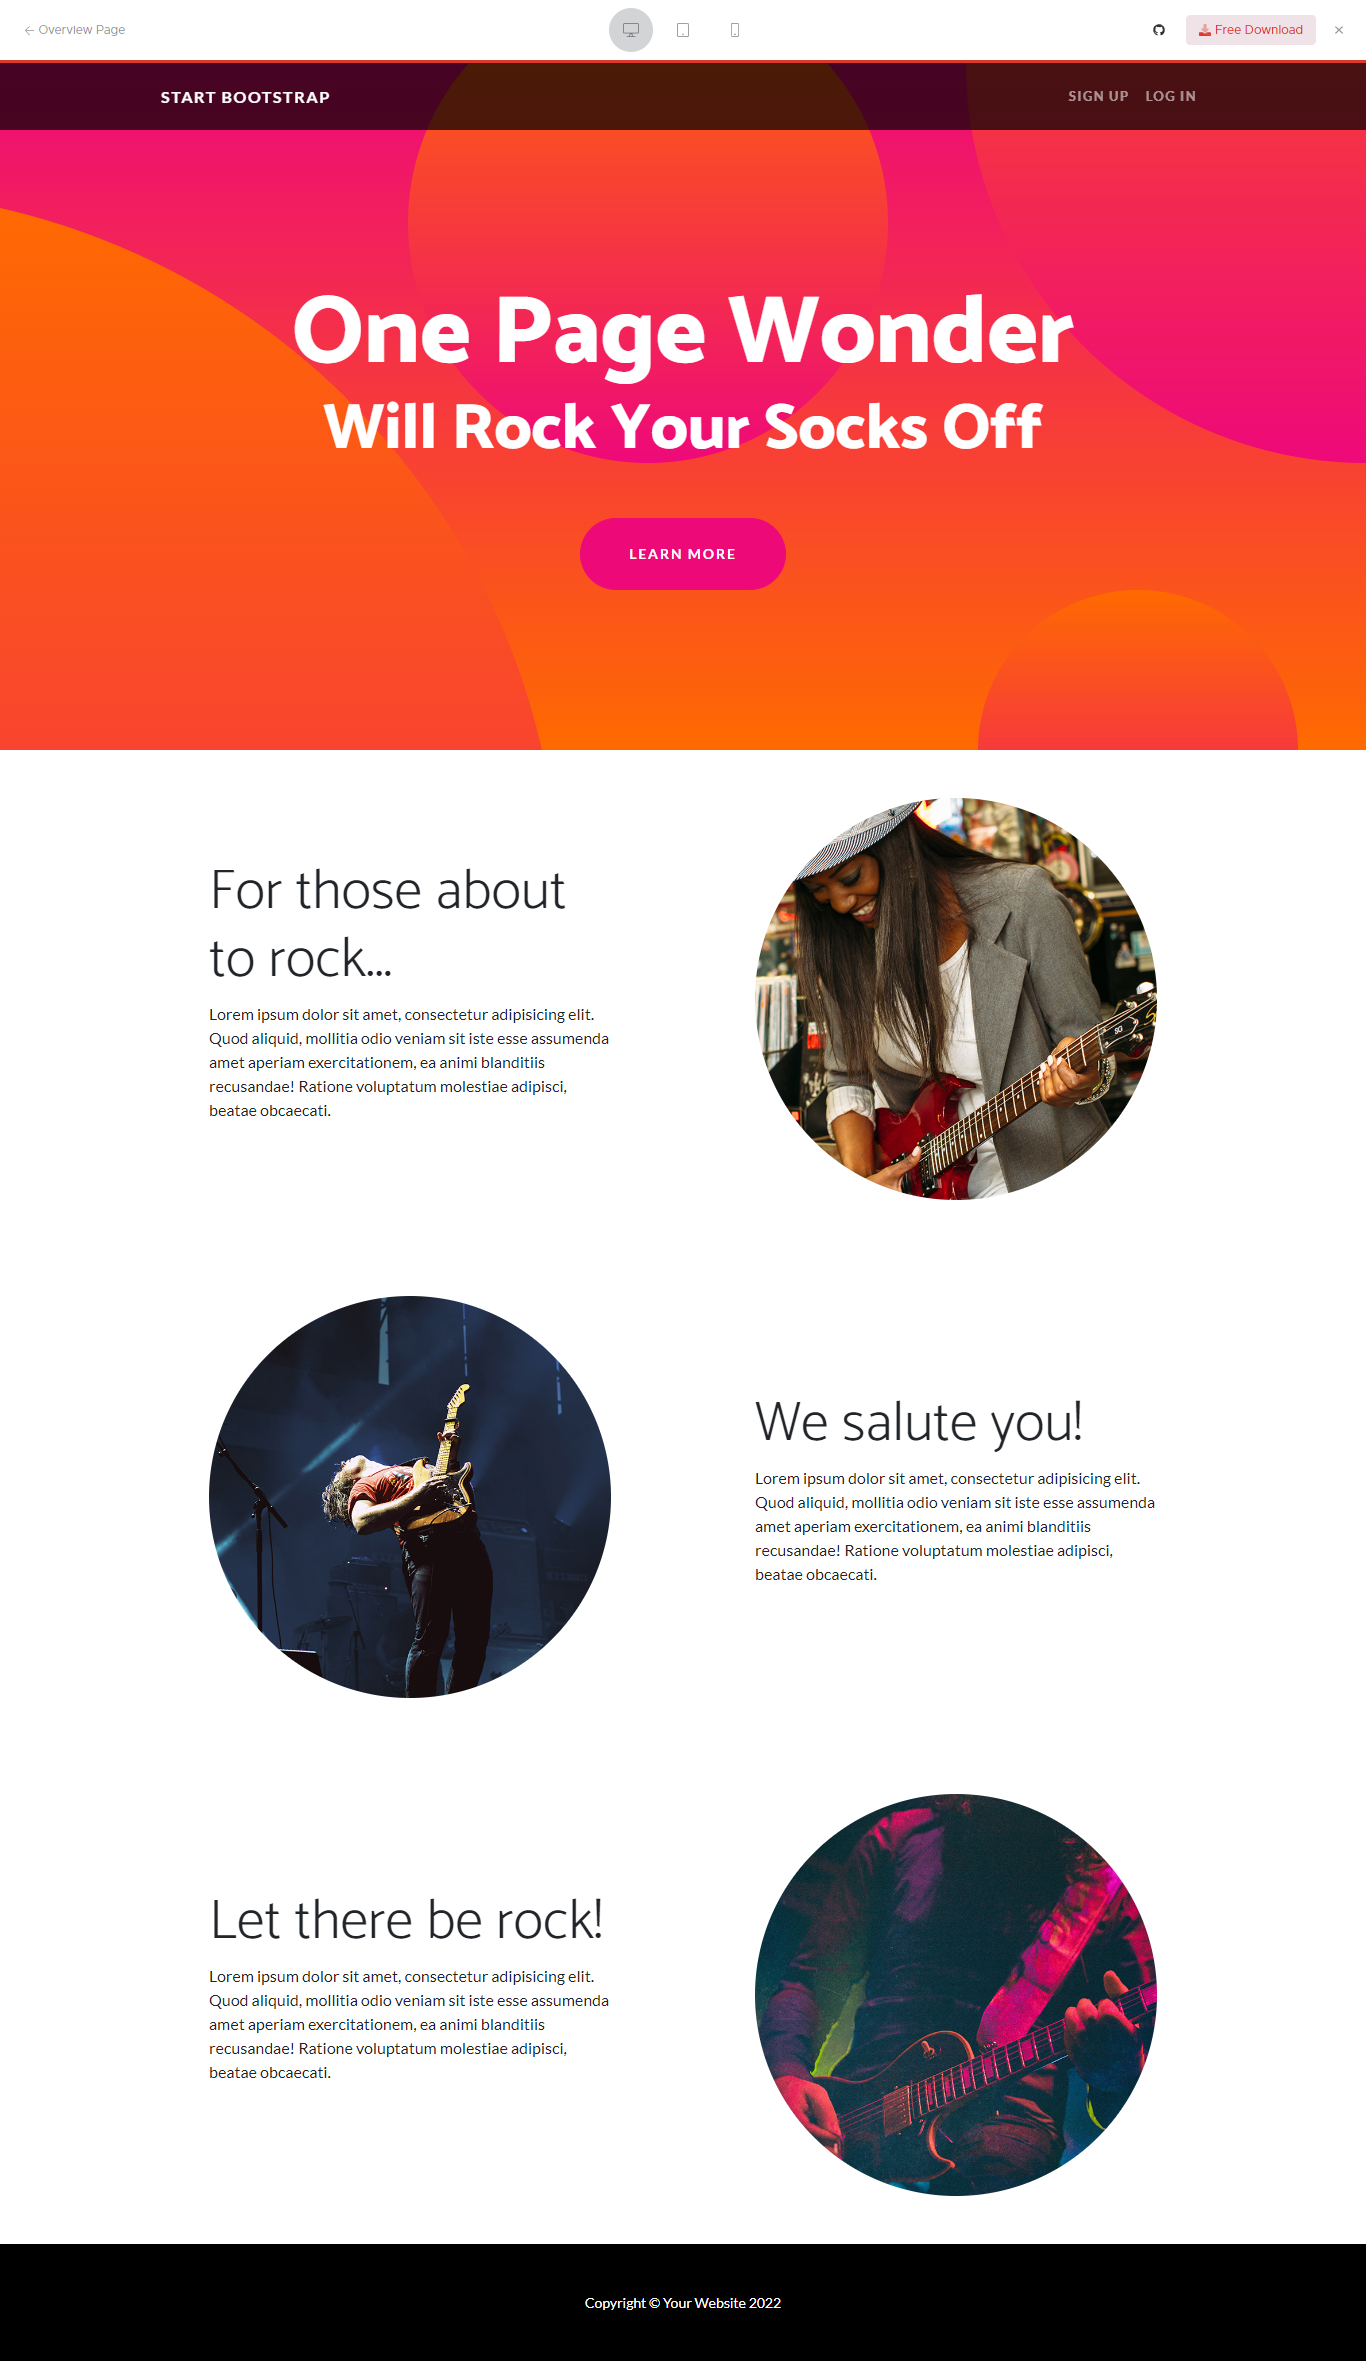 Overview Page
Free Download
START BOOTSTRAP
SIGN UP LOG IN
One Page Wonder
Will Rock Your Socks Off
LEARN MORE
For those about
to rock...
Lorem ipsum dolor sit amet, consectetur adipisicing elit.
Quod aliquid, mollitia odio veniam sit iste esse assumenda
amet aperiam exercitationem, ea animi blanditiis
recusandae! Ratione voluptatum molestiae adipisci,
beatae obcaecati.
SG
We salute you!
Lorem ipsum dolor sit amet, consectetur adipisicing elit.
Quod aliquid, mollitia odio veniam sit iste esse assumenda
amet aperiam exercitationem, ea animi blanditiis
recusandae! Ratione voluptatum molestiae adipisci,
beatae obcaecati.
Let there be rock!
Lorem ipsum dolor sit amet, consectetur adipisicing elit.
Quod aliquid, mollitia odio veniam sit iste esse assumenda
amet aperiam exercitationem, ea animi blanditiis
recusandae! Ratione voluptatum molestiae adipisci,
beatae obcaecati.
Copyright © Your Website 2022